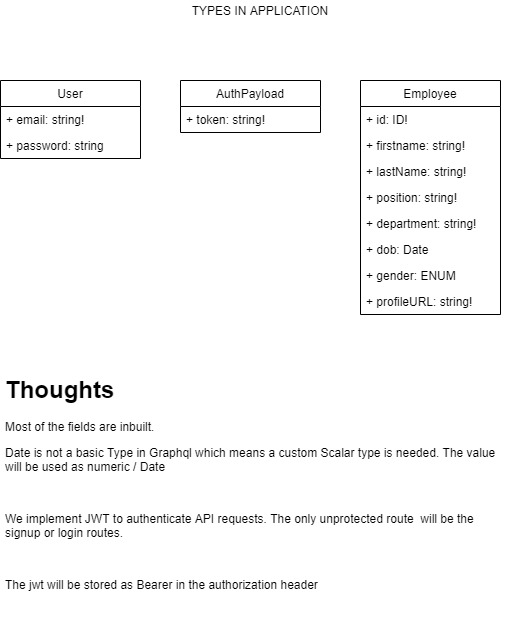 TYPES IN APPLICATION
User
+ email: string!
+ password: string
AuthPayload
+ token: string!
Employee
+ id: ID!
+ firstname: string!
+ lastName: string!
+ position: string!
+ department: string!
+ dob: Date
+ gender: ENUM
+ profileURL: string!
Thoughts
Most of the fields are inbuilt.
Date is not a basic Type in Graphql which means a custom Scalar type is needed. The value
will be used as numeric / Date
We implement JWT to authenticate API requests. The only unprotected route  will be the
signup or login routes.
The jwt will be stored as Bearer in the authorization header